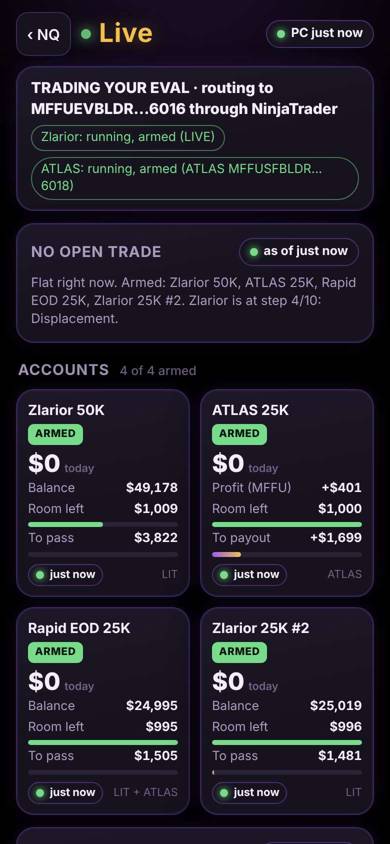 ‹ NQ
Live
PC just now
TRADING YOUR EVAL · routing to
MFFUEVBLDR...6016 through NinjaTrader
Zlarior: running, armed (LIVE)
ATLAS: running, armed (ATLAS MFFUSFBLDR...
6018)
NO OPEN TRADE
as of just now
Flat right now. Armed: Zlarior 50K, ATLAS 25K, Rapid
EOD 25K, Zlarior 25K #2. Zlarior is at step 4/10:
Displacement.
ACCOUNTS 4 of 4 armed
Zlarior 50K
ARMED
$0 today
Balance $49,178
Room left $1,009
To pass $3,822
just now LIT
ATLAS 25K
ARMED
$0 today
Profit (MFFU) +$401
Room left $1,000
To payout +$1,699
just now ATLAS
Rapid EOD 25K
ARMED
$0 today
Balance $24,995
Room left $995
To pass $1,505
just now LIT + ATLAS
Zlarior 25K #2
ARMED
$0 today
Balance $25,019
Room left $996
To pass $1,481
just now LIT